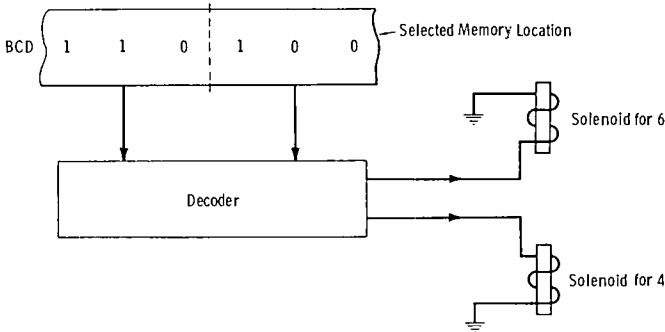 BCD 1 1 0 1 0 0
Selected Memory Location
Solenoid for 6
Decoder
Solenoid for 4